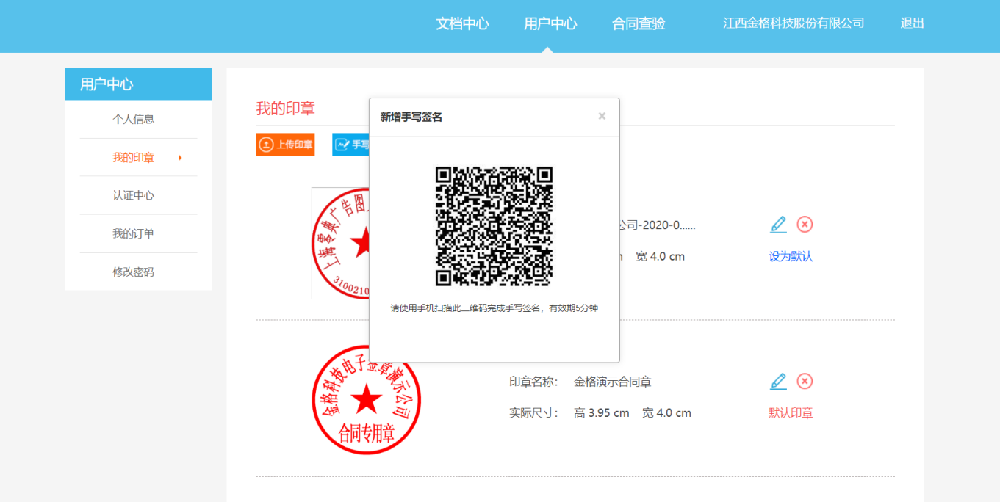 文档中心 用户中心 合同查验 江西金格科技股份有限公司 退出
用户中心
个人信息
我的印章
认证中心
我的订单
修改密码
我的印章
上传印章 手写
新增手写签名 ×
请使用手机扫描此二维码完成手写签名，有效期5分钟
上海零典广告图
3100210
公司-2020-0......
宽 4.0 cm
设为默认
金格科技电子签章演示公司
合同专用章
印章名称： 金格演示合同章
实际尺寸： 高 3.95 cm 宽 4.0 cm
默认印章